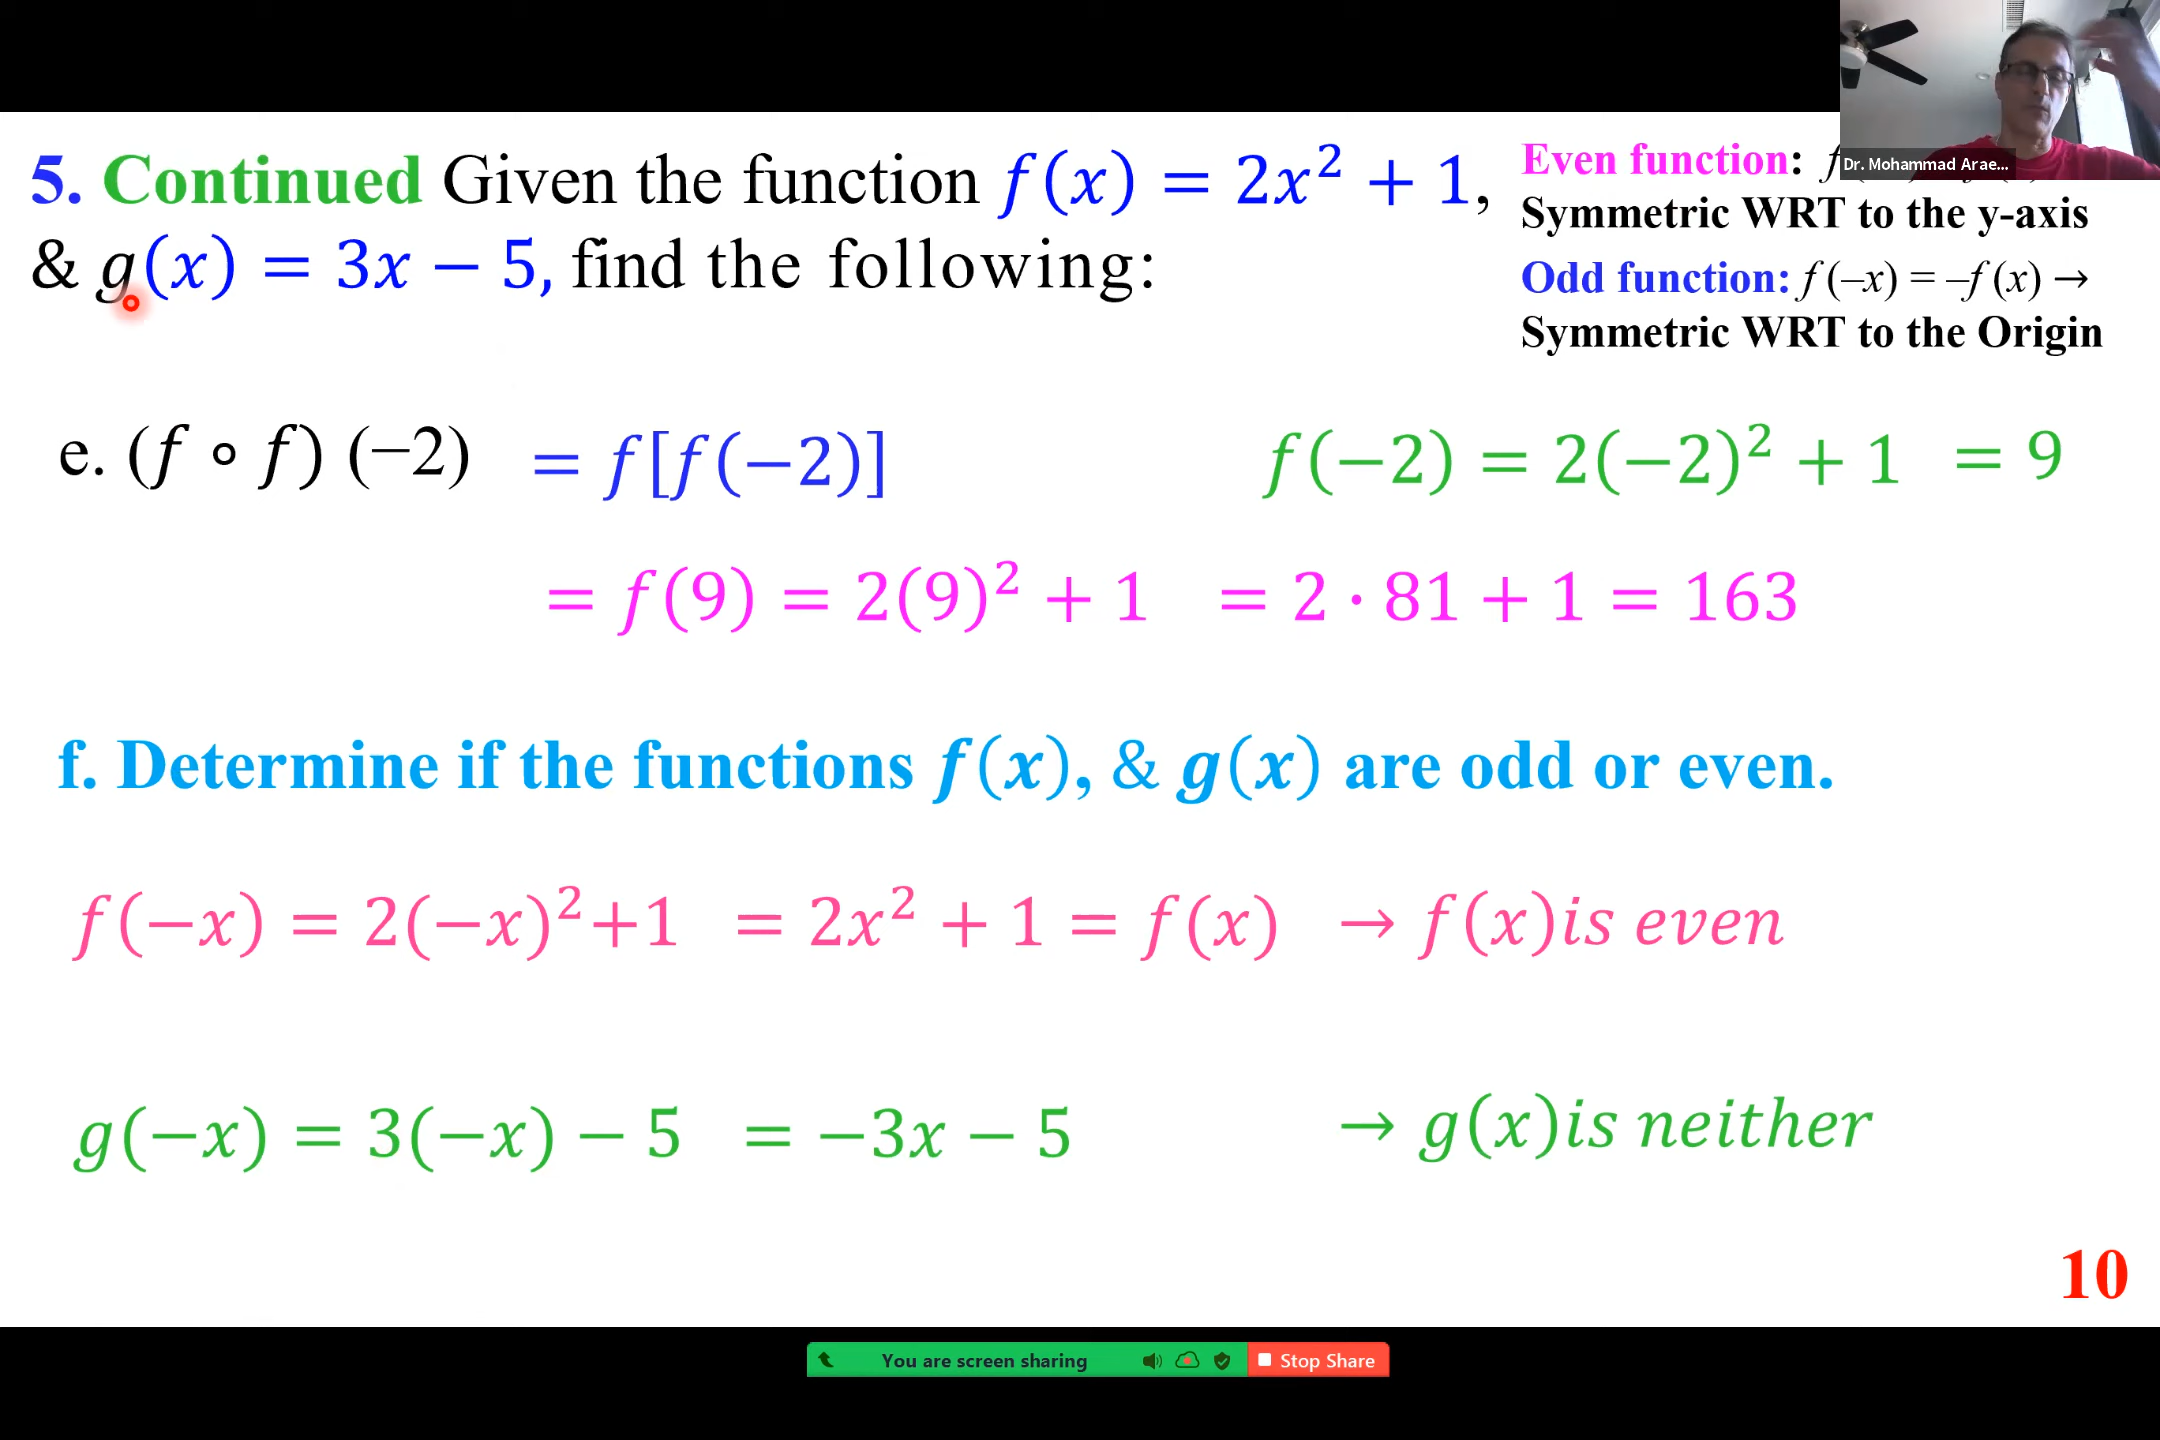 5. Continued Given the function f(x) = 2x² + 1,
& g(x) = 3x − 5, find the following:
Even function: f
Symmetric WRT to the y-axis
Odd function: f (–x) = –f (x) →
Symmetric WRT to the Origin
Dr. Mohammad Arae...
e. (f ∘ f) (−2) = f[f(−2)]
f(−2) = 2(−2)² + 1 = 9
= f(9) = 2(9)² + 1 = 2 · 81 + 1 = 163
f. Determine if the functions f(x), & g(x) are odd or even.
f(−x) = 2(−x)²+1 = 2x² + 1 = f(x) → f(x)is even
g(−x) = 3(−x) − 5 = −3x − 5 → g(x)is neither
10
You are screen sharing
Stop Share